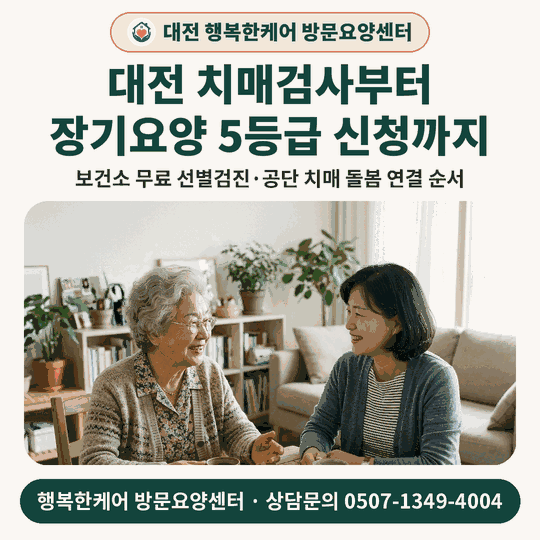 대전 행복한케어 방문요양센터
대전 치매검사부터
장기요양 5등급 신청까지
보건소 무료 선별검진·공단 치매 돌봄 연결 순서
행복한케어 방문요양센터 · 상담문의 0507-1349-4004